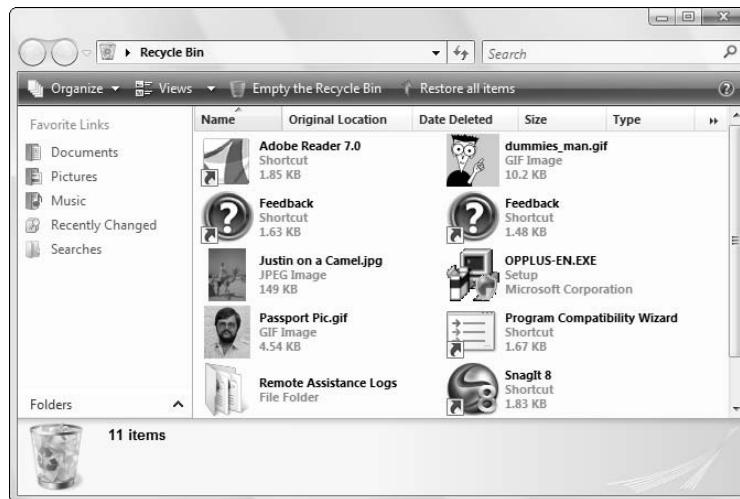 Recycle Bin
Search
Organize Views Empty the Recycle Bin Restore all items ?
Favorite Links
Documents
Pictures
Music
Recently Changed
Searches
Folders
Name Original Location Date Deleted Size Type
Adobe Reader 7.0
Shortcut
1.85 KB
dummies_man.gif
GIF Image
10.2 KB
Feedback
Shortcut
1.63 KB
Feedback
Shortcut
1.48 KB
Justin on a Camel.jpg
JPEG Image
149 KB
OPPLUS-EN.EXE
Setup
Microsoft Corporation
Passport Pic.gif
GIF Image
4.54 KB
Program Compatibility Wizard
Shortcut
1.67 KB
Remote Assistance Logs
File Folder
SnagIt 8
Shortcut
1.83 KB
11 items